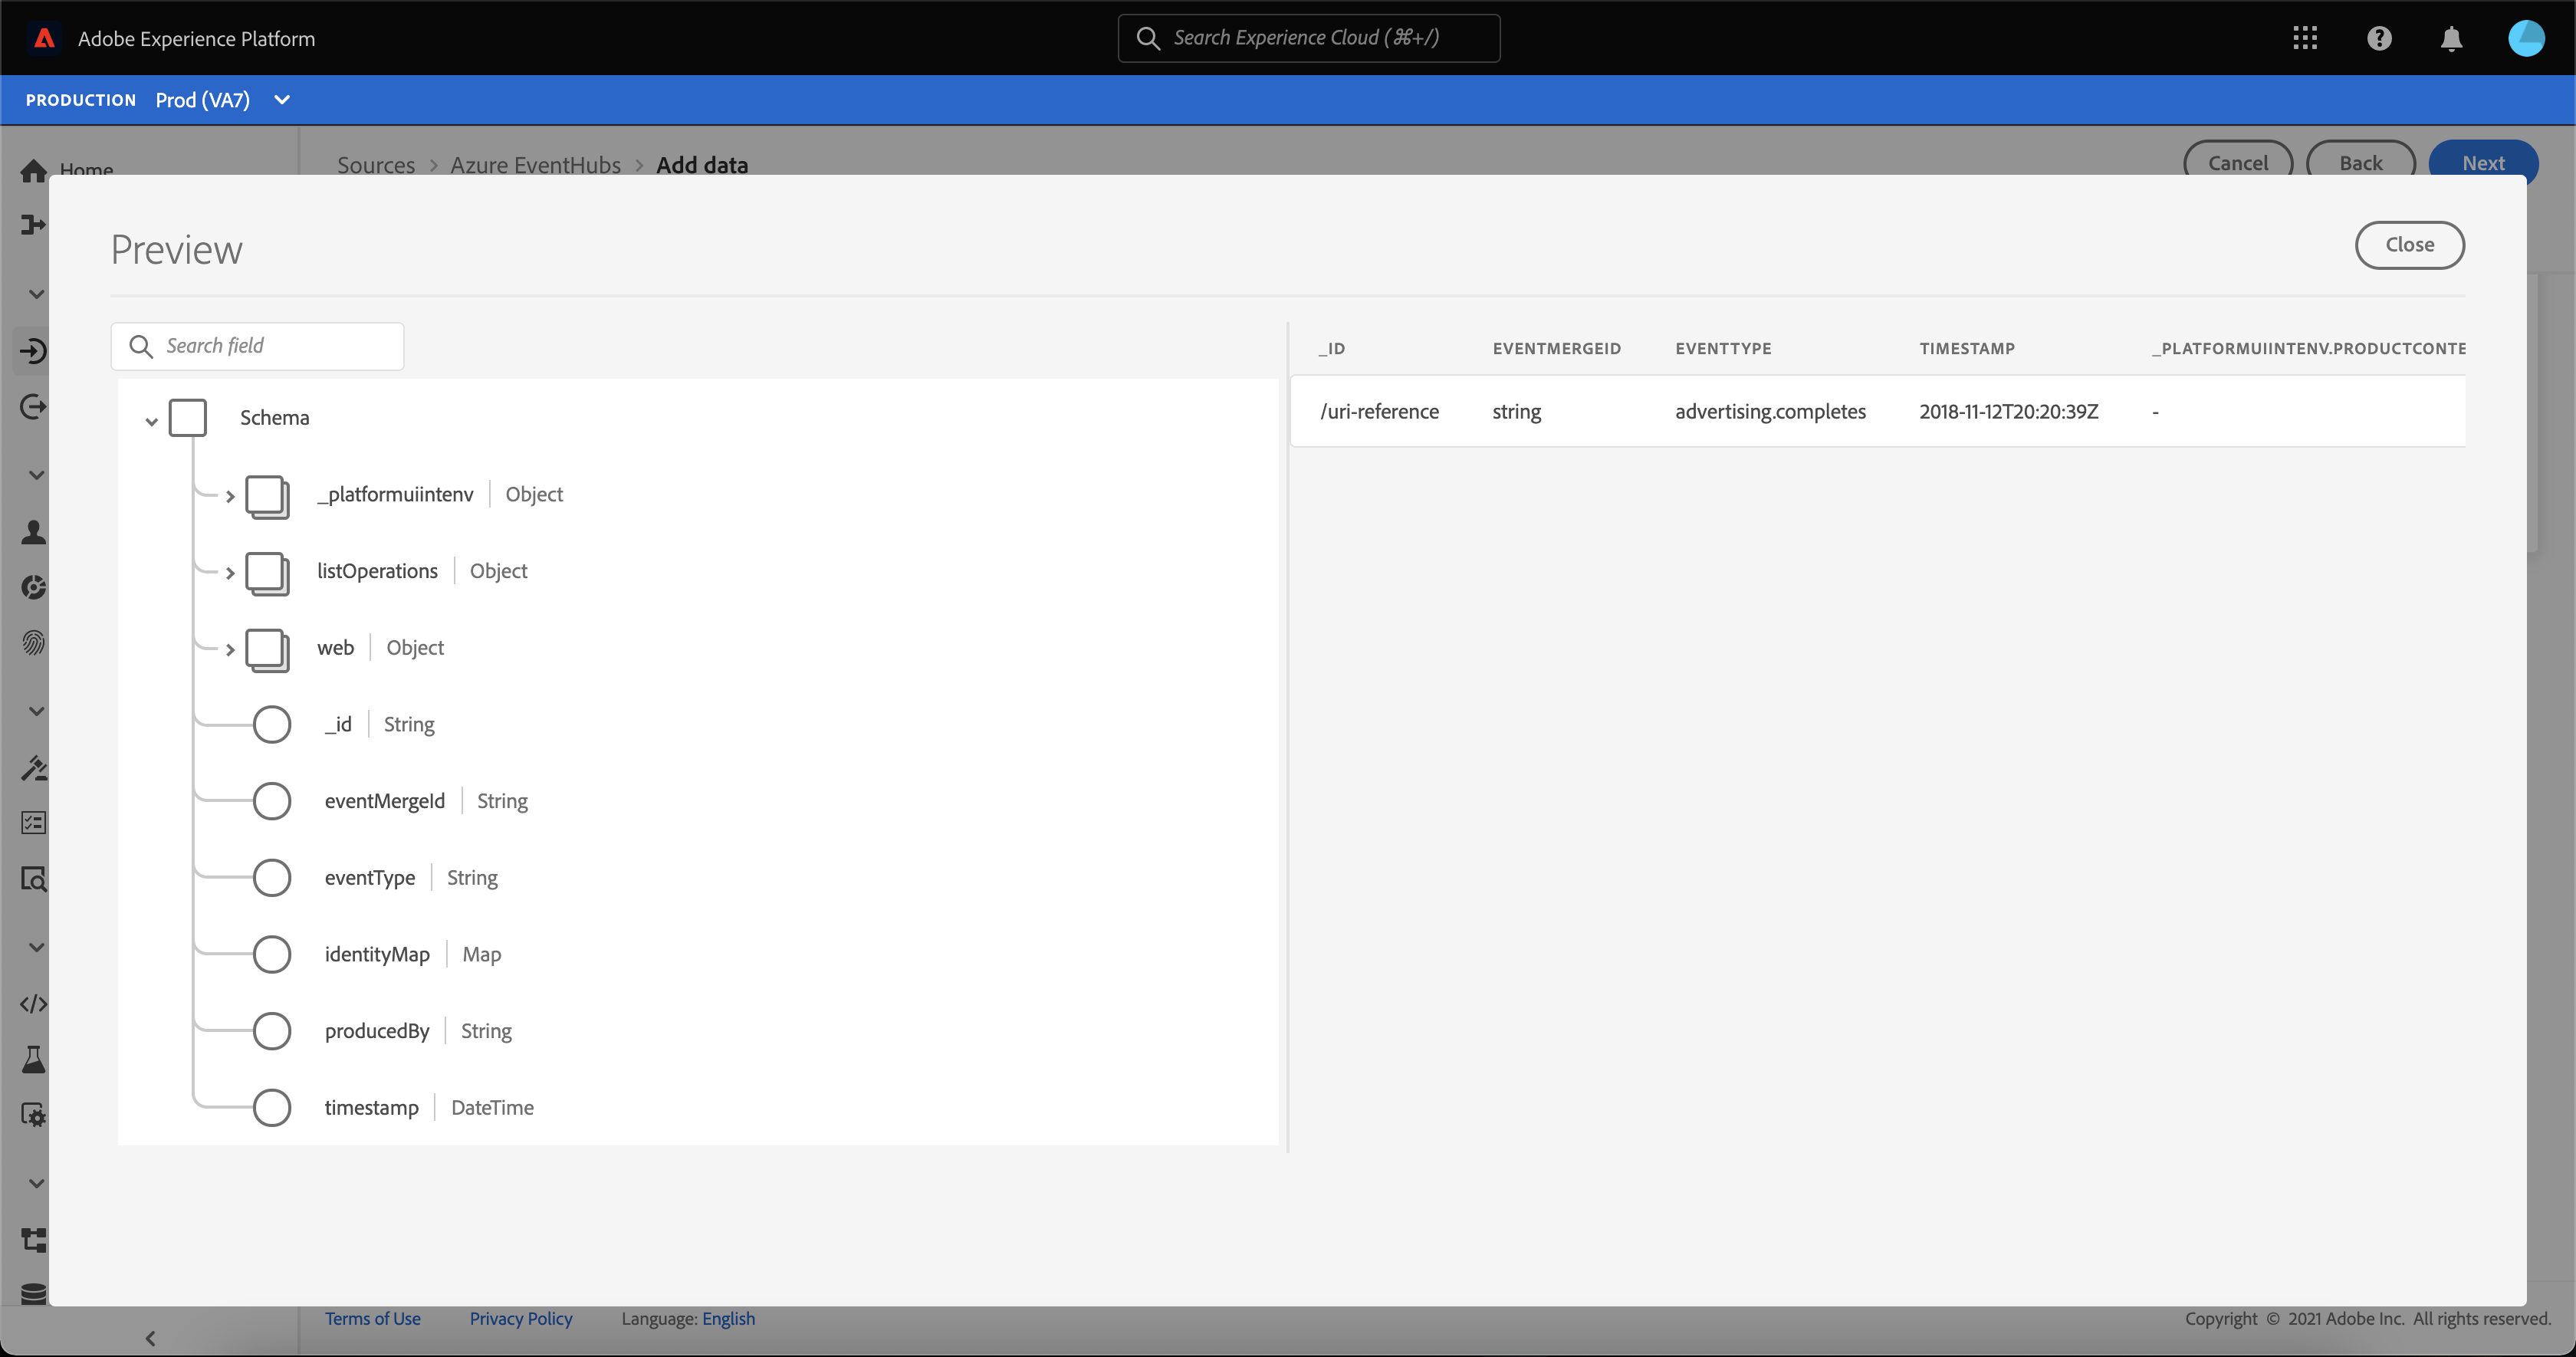 Adobe Experience Platform
Search Experience Cloud (⌘+/)
PRODUCTION Prod (VA7)
Home
Sources > Azure EventHubs > Add data
Cancel Back Next
Preview
Close
Search field
Schema
_platformuiintenv | Object
listOperations | Object
web | Object
_id | String
eventMergeId | String
eventType | String
identityMap | Map
producedBy | String
timestamp | DateTime
_ID EVENTMERGEID EVENTTYPE TIMESTAMP _PLATFORMUIINTENV.PRODUCTCONTE
/uri-reference string advertising.completes 2018-11-12T20:20:39Z -
Terms of Use Privacy Policy Language: English
Copyright © 2021 Adobe Inc. All rights reserved.